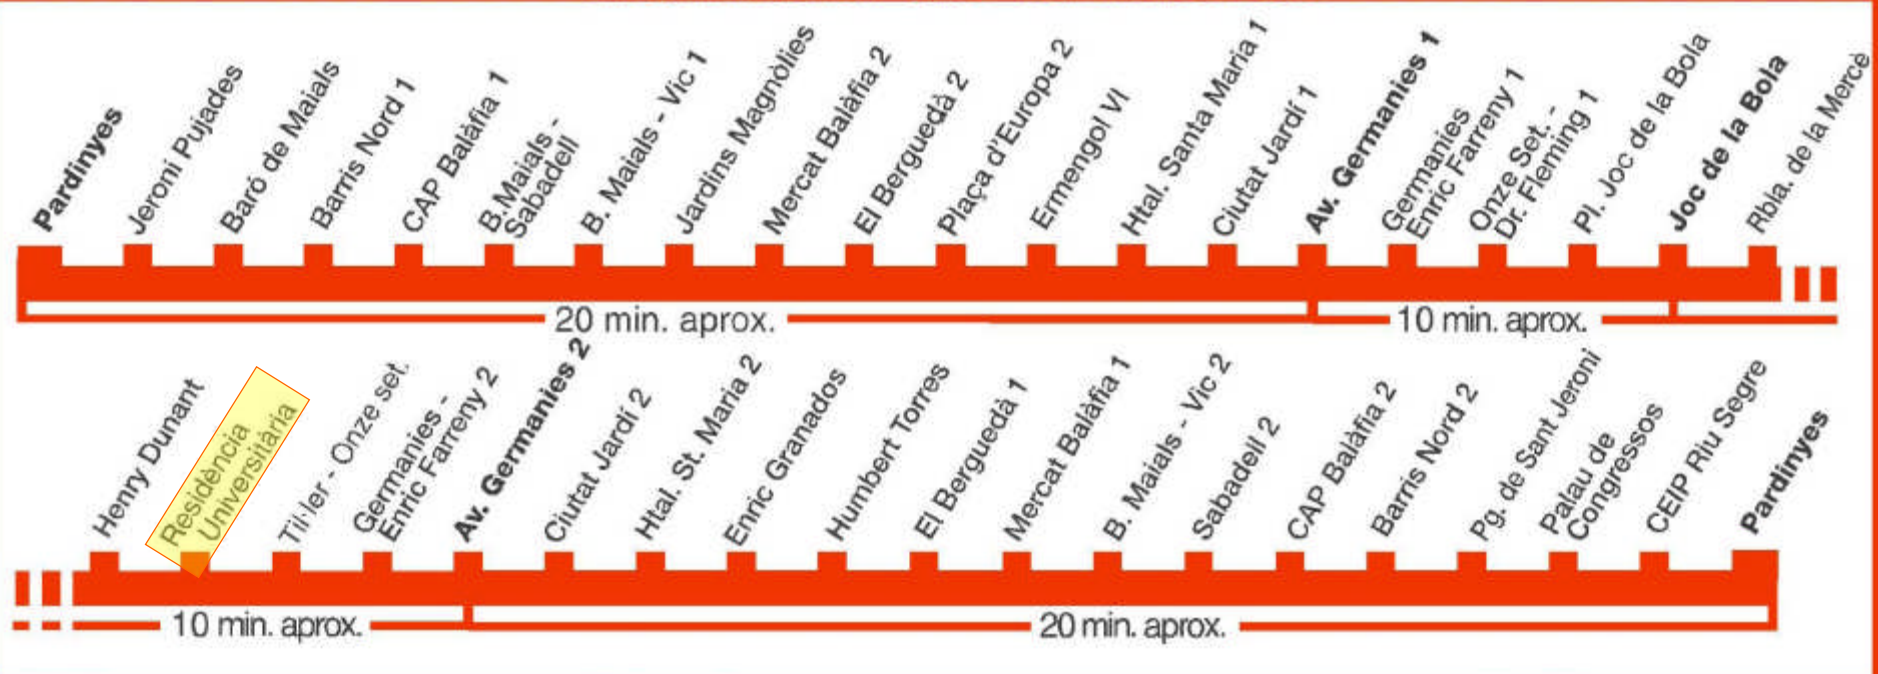 Pardinyes
Jeroni Pujades
Baró de Maials
Barris Nord 1
CAP Balàfia 1
B.Maials -
Sabadell
B. Maials - Vic 1
Jardins Magnòlies
Mercat Balàfia 2
El Berguedà 2
Plaça d'Europa 2
Ermengol VI
Htal. Santa Maria 1
Ciutat Jardí 1
Av. Germanies 1
Germanies
Enric Farreny 1
Onze Set. -
Dr. Fleming 1
Pl. Joc de la Bola
Joc de la Bola
Rbla. de la Mercè
20 min. aprox.
10 min. aprox.
Henry Dunant
Residència
Universitària
Til·ler - Onze set.
Germanies -
Enric Farreny 2
Av. Germanies 2
Ciutat Jardí 2
Htal. St. Maria 2
Enric Granados
Humbert Torres
El Berguedà 1
Mercat Balàfia 1
B. Maials - Vic 2
Sabadell 2
CAP Balàfia 2
Barris Nord 2
Pg. de Sant Jeroni
Palau de
Congressos
CEIP Riu Segre
Pardinyes
10 min. aprox.
20 min. aprox.